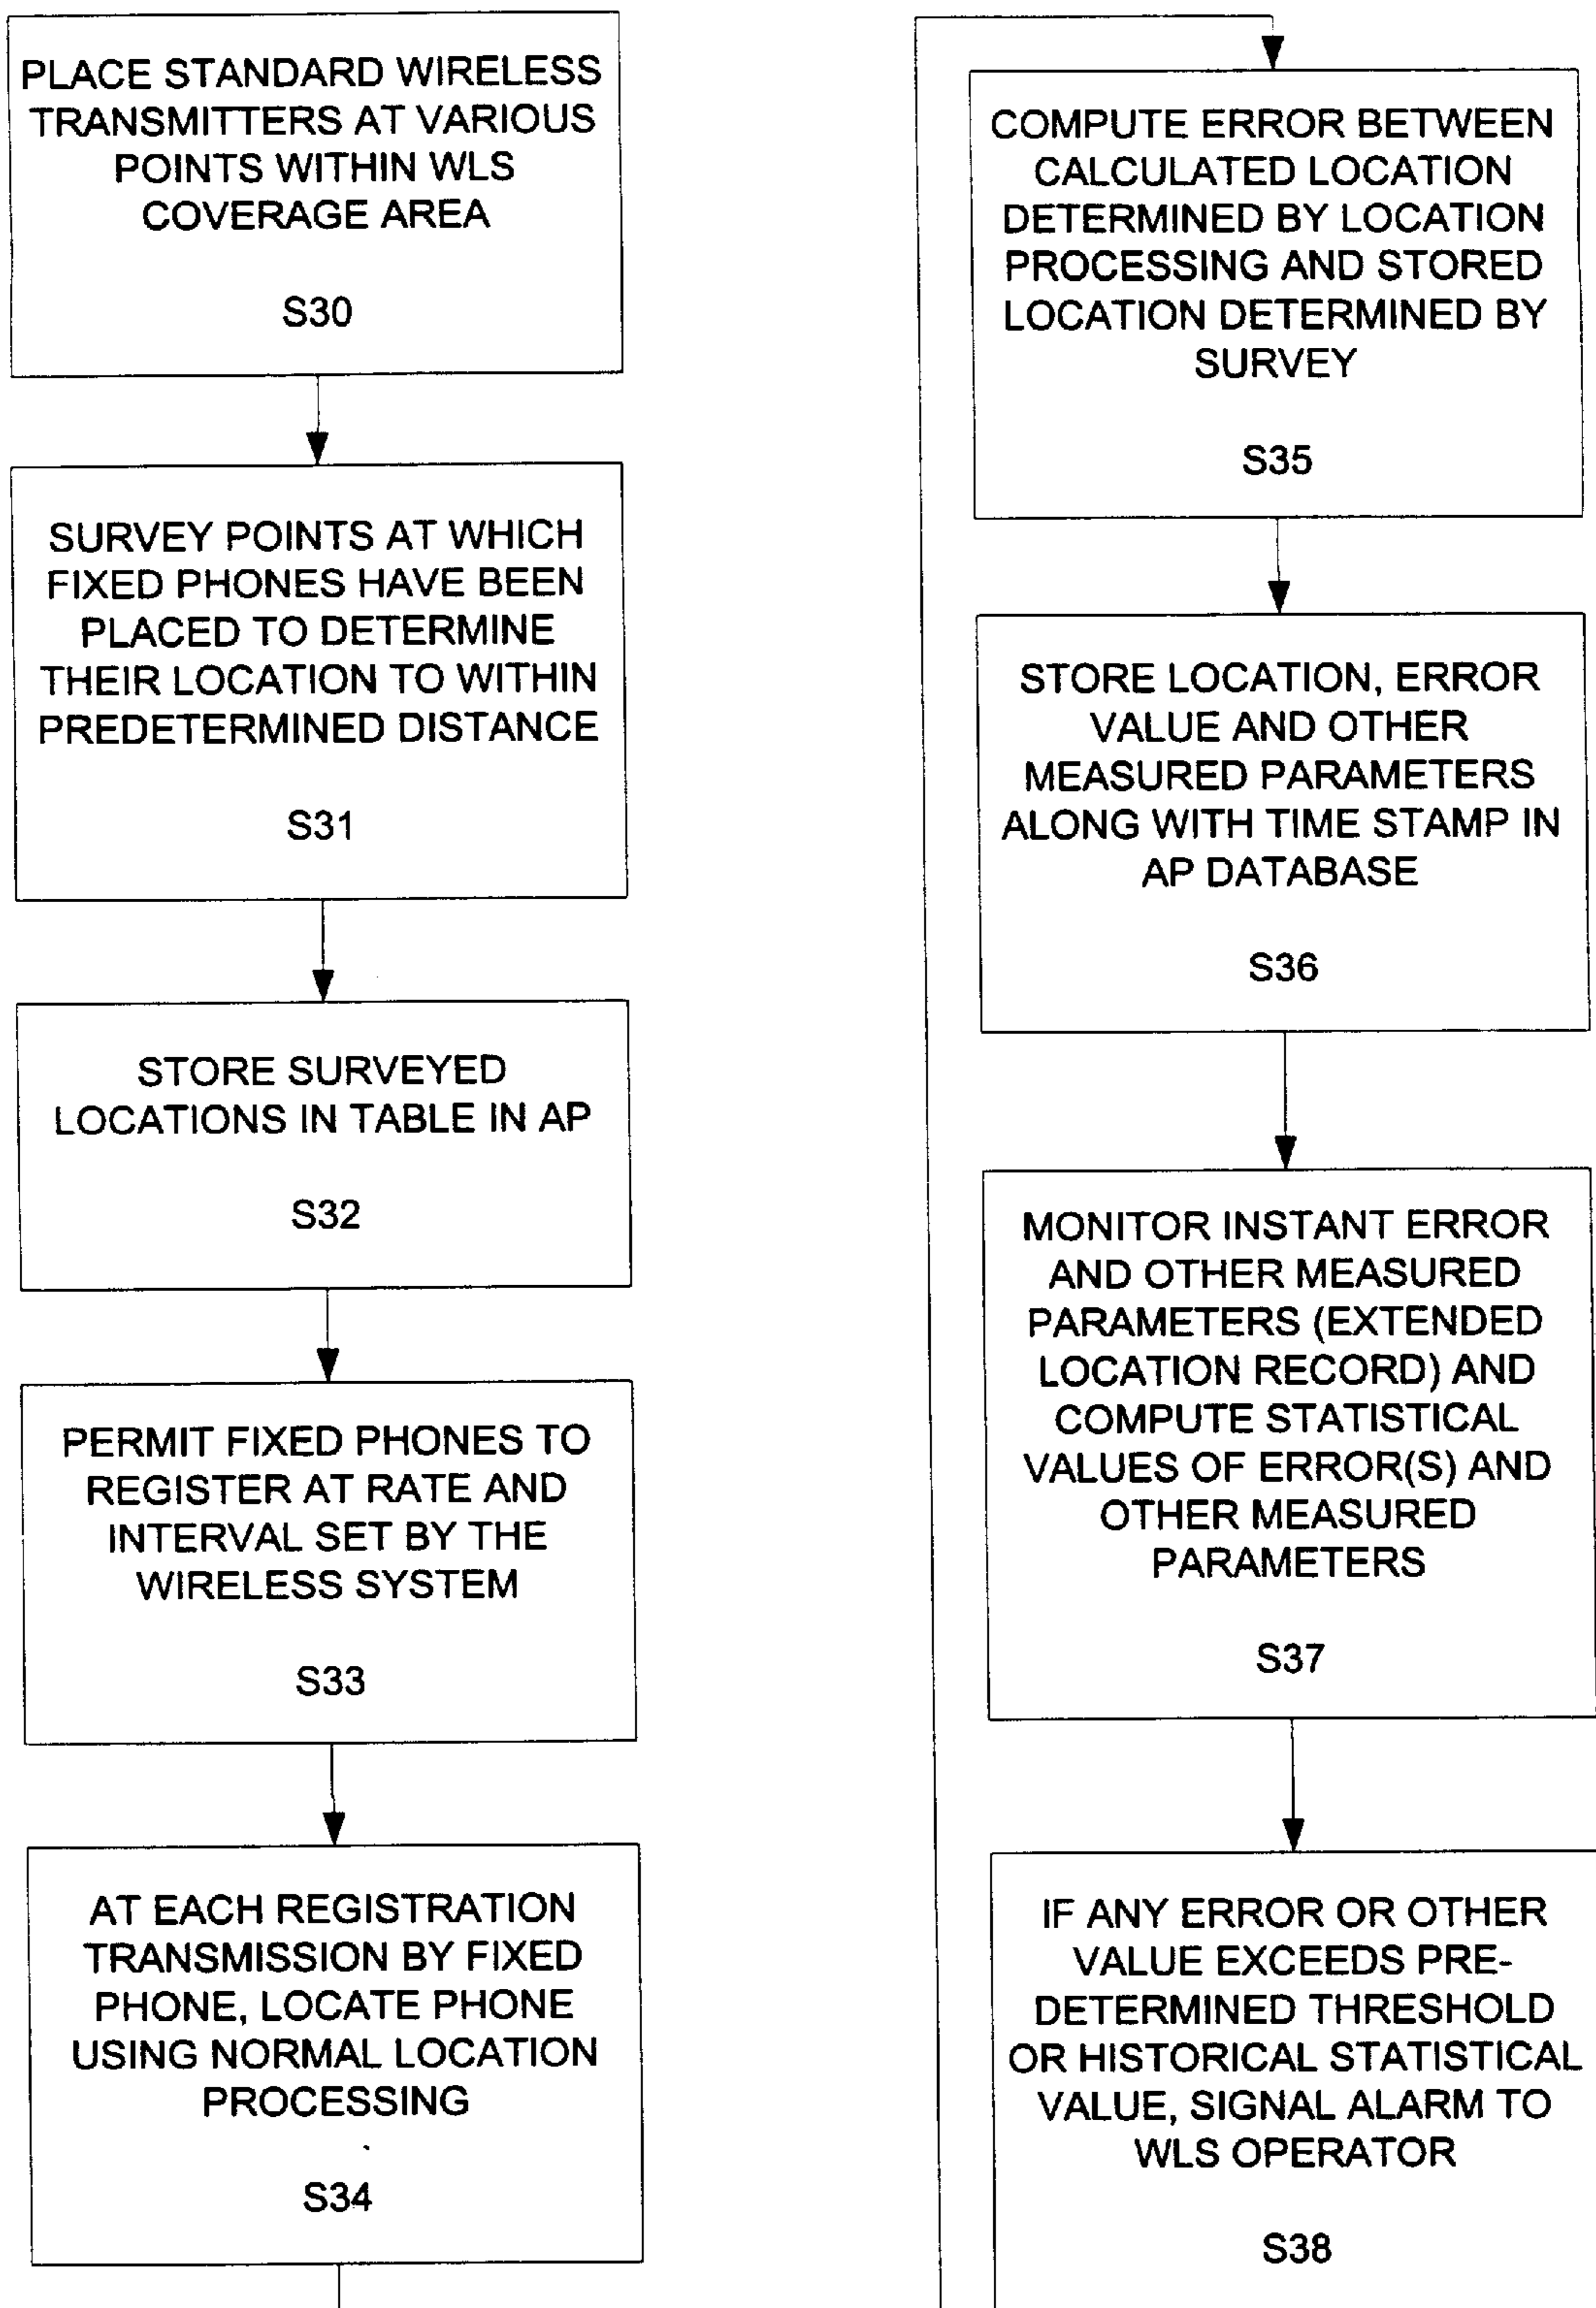 PLACE STANDARD WIRELESS
TRANSMITTERS AT VARIOUS
POINTS WITHIN WLS
COVERAGE AREA
S30
SURVEY POINTS AT WHICH
FIXED PHONES HAVE BEEN
PLACED TO DETERMINE
THEIR LOCATION TO WITHIN
PREDETERMINED DISTANCE
S31
STORE SURVEYED
LOCATIONS IN TABLE IN AP
S32
PERMIT FIXED PHONES TO
REGISTER AT RATE AND
INTERVAL SET BY THE
WIRELESS SYSTEM
S33
AT EACH REGISTRATION
TRANSMISSION BY FIXED
PHONE, LOCATE PHONE
USING NORMAL LOCATION
PROCESSING
S34
COMPUTE ERROR BETWEEN
CALCULATED LOCATION
DETERMINED BY LOCATION
PROCESSING AND STORED
LOCATION DETERMINED BY
SURVEY
S35
STORE LOCATION, ERROR
VALUE AND OTHER
MEASURED PARAMETERS
ALONG WITH TIME STAMP IN
AP DATABASE
S36
MONITOR INSTANT ERROR
AND OTHER MEASURED
PARAMETERS (EXTENDED
LOCATION RECORD) AND
COMPUTE STATISTICAL
VALUES OF ERROR(S) AND
OTHER MEASURED
PARAMETERS
S37
IF ANY ERROR OR OTHER
VALUE EXCEEDS PRE-
DETERMINED THRESHOLD
OR HISTORICAL STATISTICAL
VALUE, SIGNAL ALARM TO
WLS OPERATOR
S38